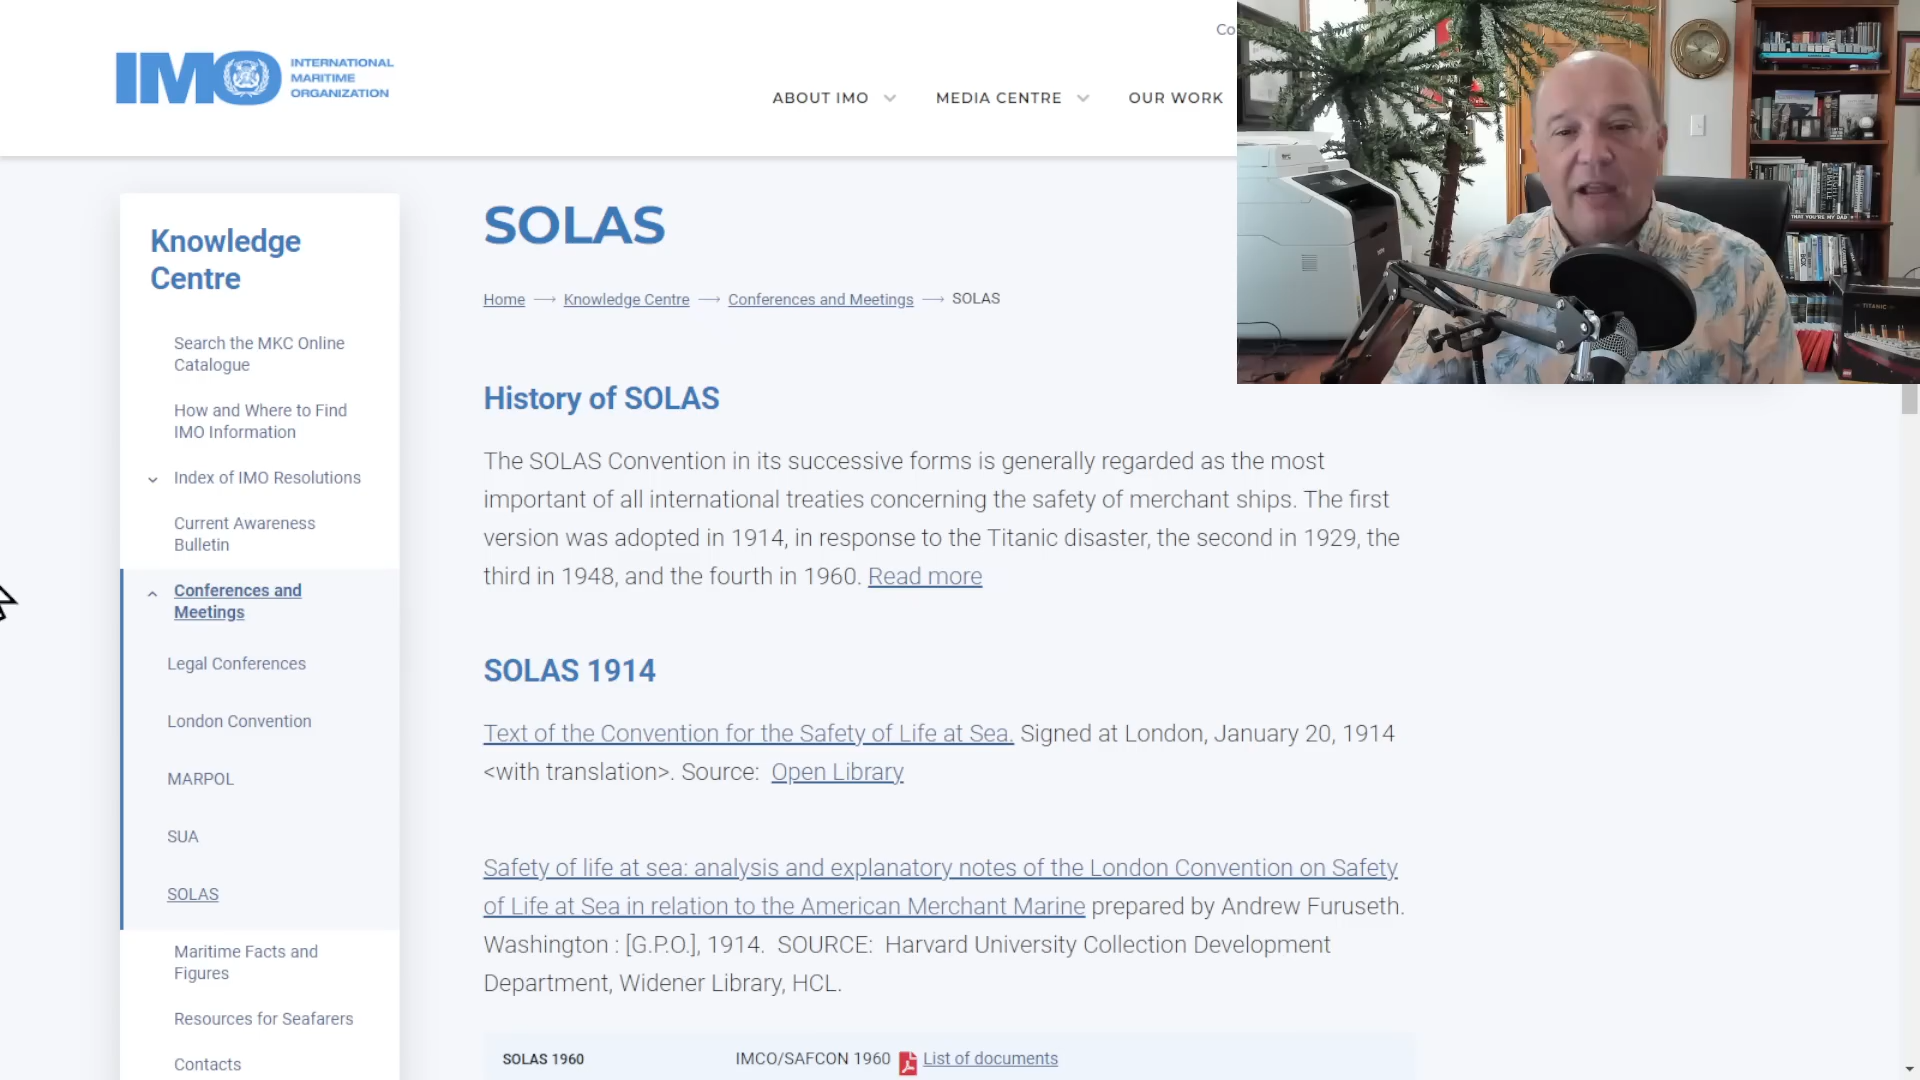 Co
IMO INTERNATIONAL
MARITIME
ORGANIZATION
ABOUT IMO
MEDIA CENTRE
OUR WORK
Knowledge
Centre
Search the MKC Online
Catalogue
How and Where to Find
IMO Information
Index of IMO Resolutions
Current Awareness
Bulletin
Conferences and
Meetings
Legal Conferences
London Convention
MARPOL
SUA
SOLAS
Maritime Facts and
Figures
Resources for Seafarers
Contacts
SOLAS
Home → Knowledge Centre → Conferences and Meetings → SOLAS
History of SOLAS
The SOLAS Convention in its successive forms is generally regarded as the most
important of all international treaties concerning the safety of merchant ships. The first
version was adopted in 1914, in response to the Titanic disaster, the second in 1929, the
third in 1948, and the fourth in 1960. Read more
SOLAS 1914
Text of the Convention for the Safety of Life at Sea. Signed at London, January 20, 1914
<with translation>. Source: Open Library
Safety of life at sea: analysis and explanatory notes of the London Convention on Safety
of Life at Sea in relation to the American Merchant Marine prepared by Andrew Furuseth.
Washington : [G.P.O.], 1914. SOURCE: Harvard University Collection Development
Department, Widener Library, HCL.
SOLAS 1960
IMCO/SAFCON 1960 List of documents
THAT YOU'RE MY DAD
TITANIC